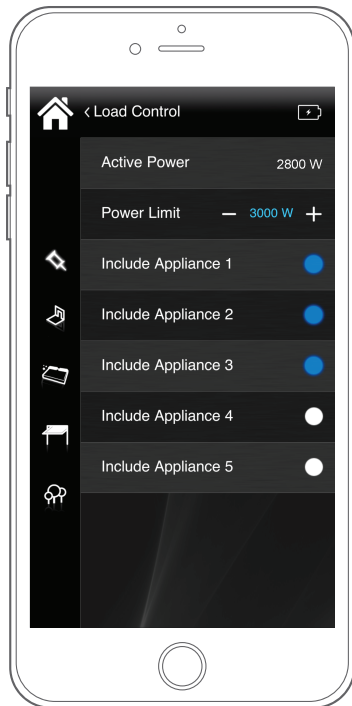 < Load Control
Active Power 2800 W
Power Limit − 3000 W +
Include Appliance 1
Include Appliance 2
Include Appliance 3
Include Appliance 4
Include Appliance 5